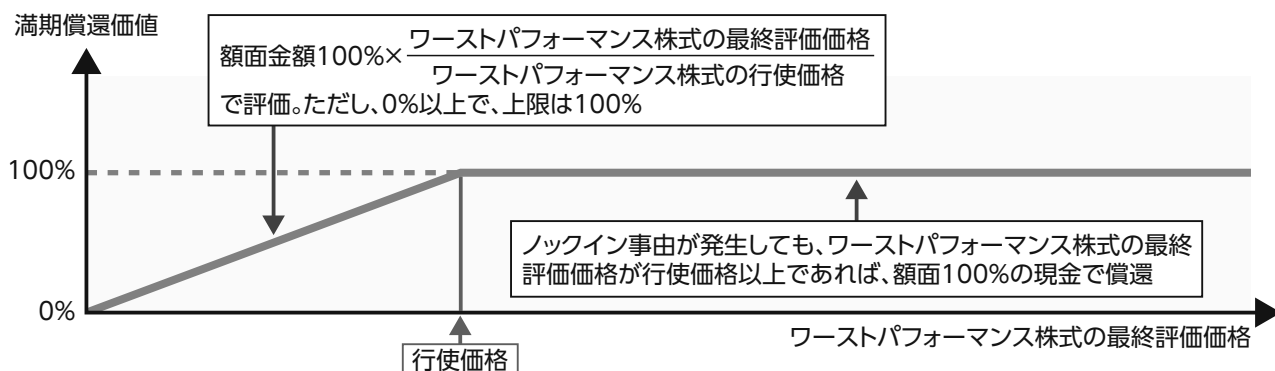 満期償還価値
額面金額100%×ワーストパフォーマンス株式の最終評価価格
ワーストパフォーマンス株式の行使価格
で評価。ただし、0%以上で、上限は100%
100%
ノックイン事由が発生しても、ワーストパフォーマンス株式の最終
評価価格が行使価格以上であれば、額面100%の現金で償還
0%
ワーストパフォーマンス株式の最終評価価格
行使価格